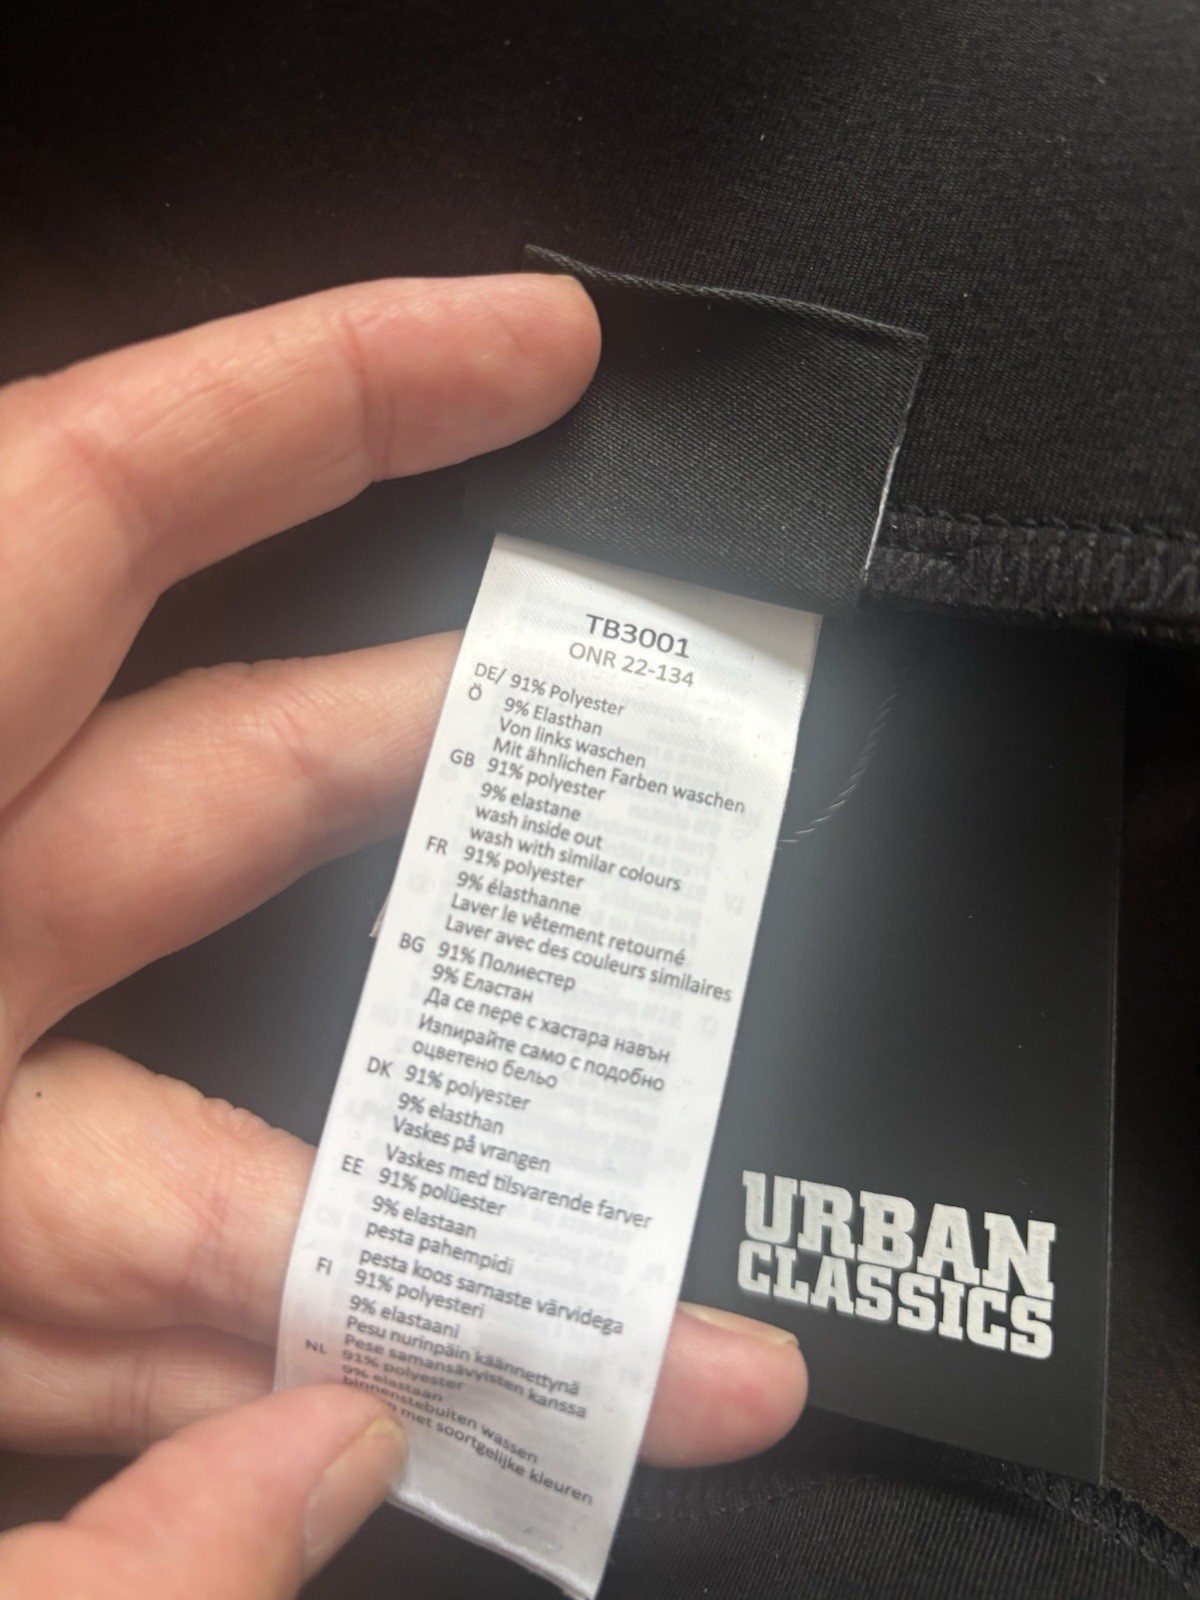 TB3001
ONR 22-134
DE/ 91% Polyester
Ö 9% Elasthan
Von links waschen
Mit ähnlichen Farben waschen
GB 91% polyester
9% elastane
wash inside out
wash with similar colours
FR 91% polyester
9% élasthanne
Laver le vêtement retourné
Laver avec des couleurs similaires
BG 91% Полиестер
9% Еластан
Да се пере с хастара навън
Изпирайте само с подобно
оцветено бельо
DK 91% polyester
9% elasthan
Vaskes på vrangen
Vaskes med tilsvarende farver
EE 91% polüester
9% elastaan
pesta pahempidi
pesta koos sarnaste värvidega
FI 91% polyesteri
9% elastaani
Pesu nurinpäin käännettynä
Pese samansävyisten kanssa
NL 91% polyester
9% elastaan
binnenstebuiten wassen
met soortgelijke kleuren
URBAN
CLASSICS